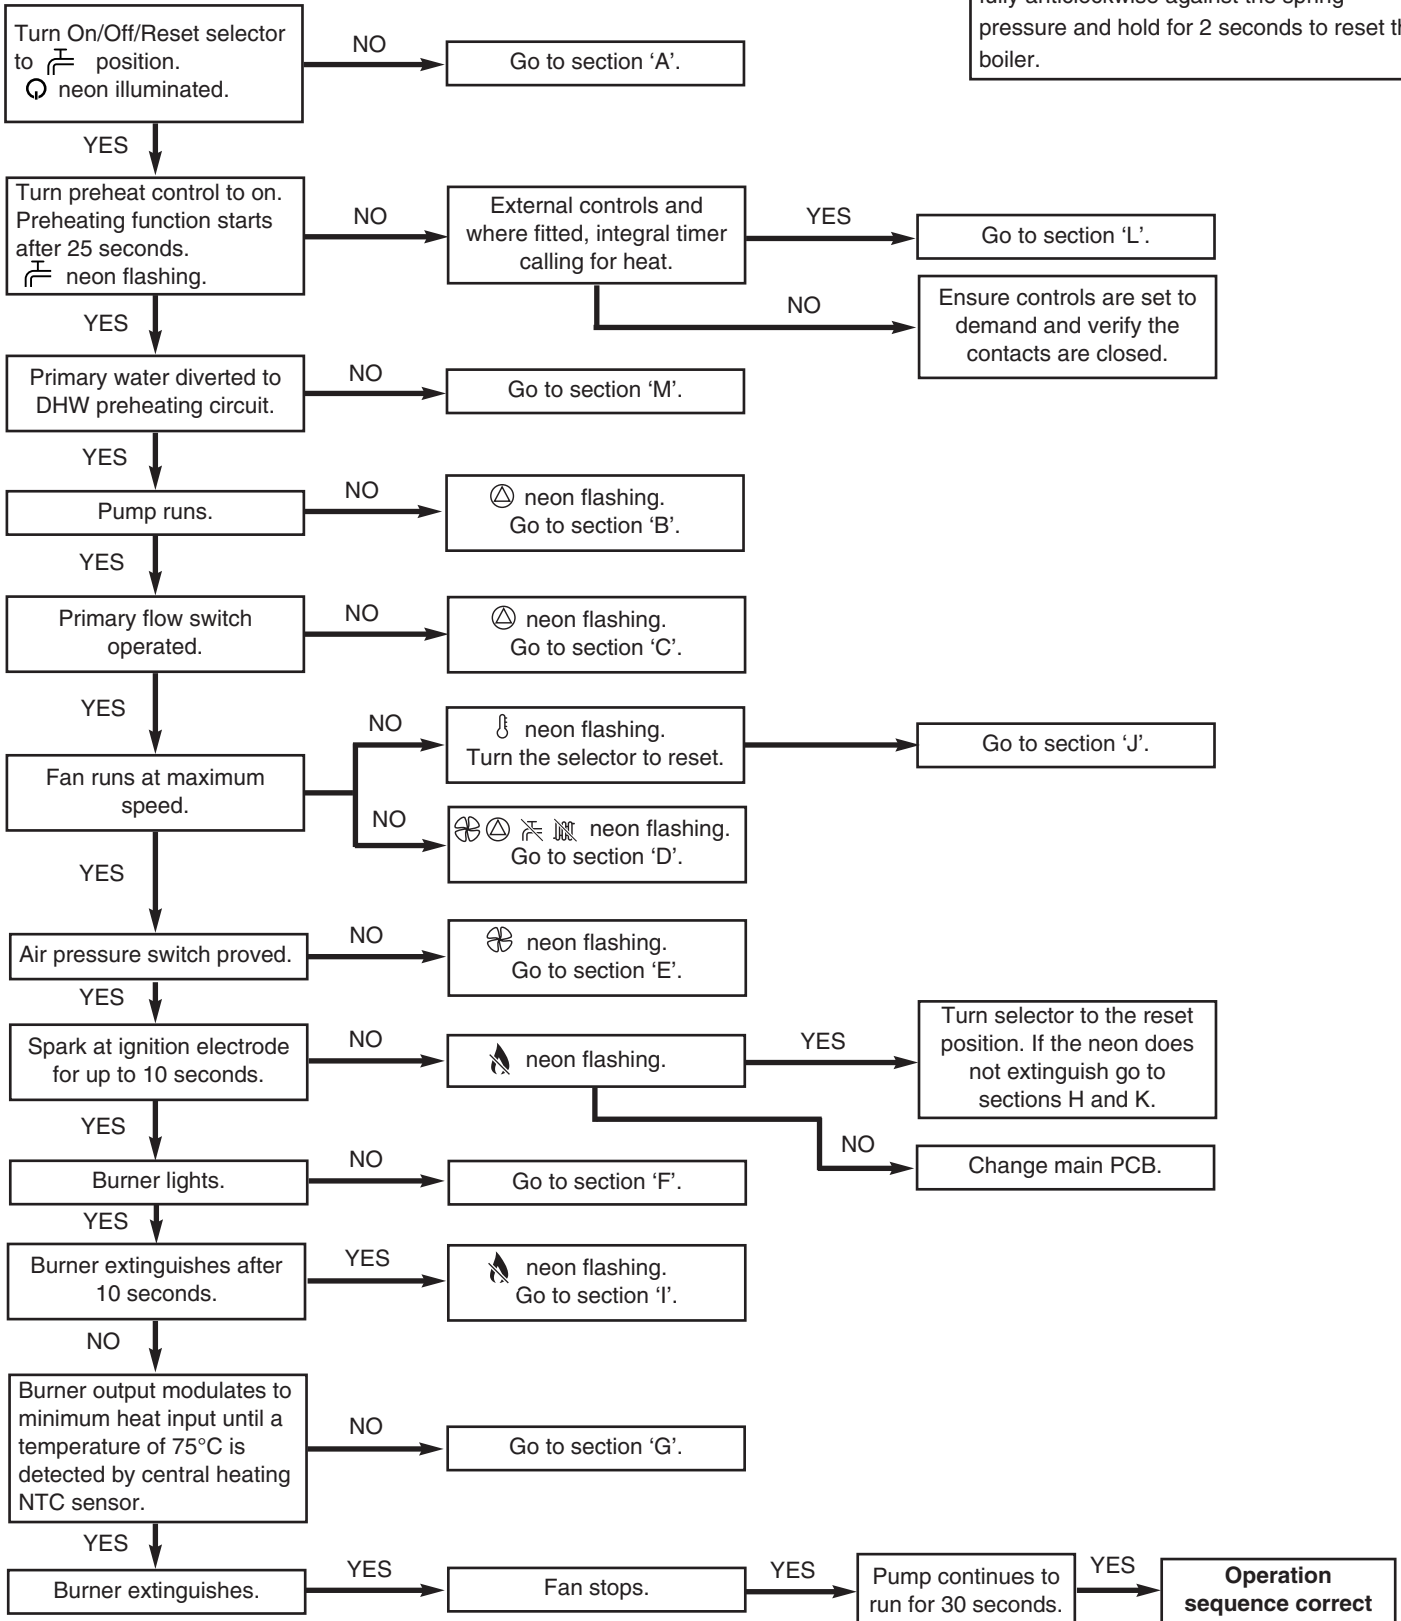 fully anticlockwise against the spring
pressure and hold for 2 seconds to reset
boiler.
Turn On/Off/Reset selector
to position.
neon illuminated.
NO
Go to section ‘A’.
YES
Turn preheat control to on.
Preheating function starts
after 25 seconds.
neon flashing.
NO
External controls and
where fitted, integral timer
calling for heat.
YES
Go to section ‘L’.
NO
Ensure controls are set to
demand and verify the
contacts are closed.
YES
Primary water diverted to
DHW preheating circuit.
NO
Go to section ‘M’.
YES
Pump runs.
NO
neon flashing.
Go to section ‘B’.
YES
Primary flow switch
operated.
NO
neon flashing.
Go to section ‘C’.
YES
Fan runs at maximum
speed.
NO
neon flashing.
Turn the selector to reset.
Go to section ‘J’.
NO
neon flashing.
Go to section ‘D’.
YES
Air pressure switch proved.
NO
neon flashing.
Go to section ‘E’.
YES
Spark at ignition electrode
for up to 10 seconds.
NO
neon flashing.
YES
Turn selector to the reset
position. If the neon does
not extinguish go to
sections H and K.
NO
Change main PCB.
YES
Burner lights.
NO
Go to section ‘F’.
YES
Burner extinguishes after
10 seconds.
YES
neon flashing.
Go to section ‘I’.
NO
Burner output modulates to
minimum heat input until a
temperature of 75°C is
detected by central heating
NTC sensor.
NO
Go to section ‘G’.
YES
Burner extinguishes.
YES
Fan stops.
YES
Pump continues to
run for 30 seconds.
YES
Operation
sequence correct